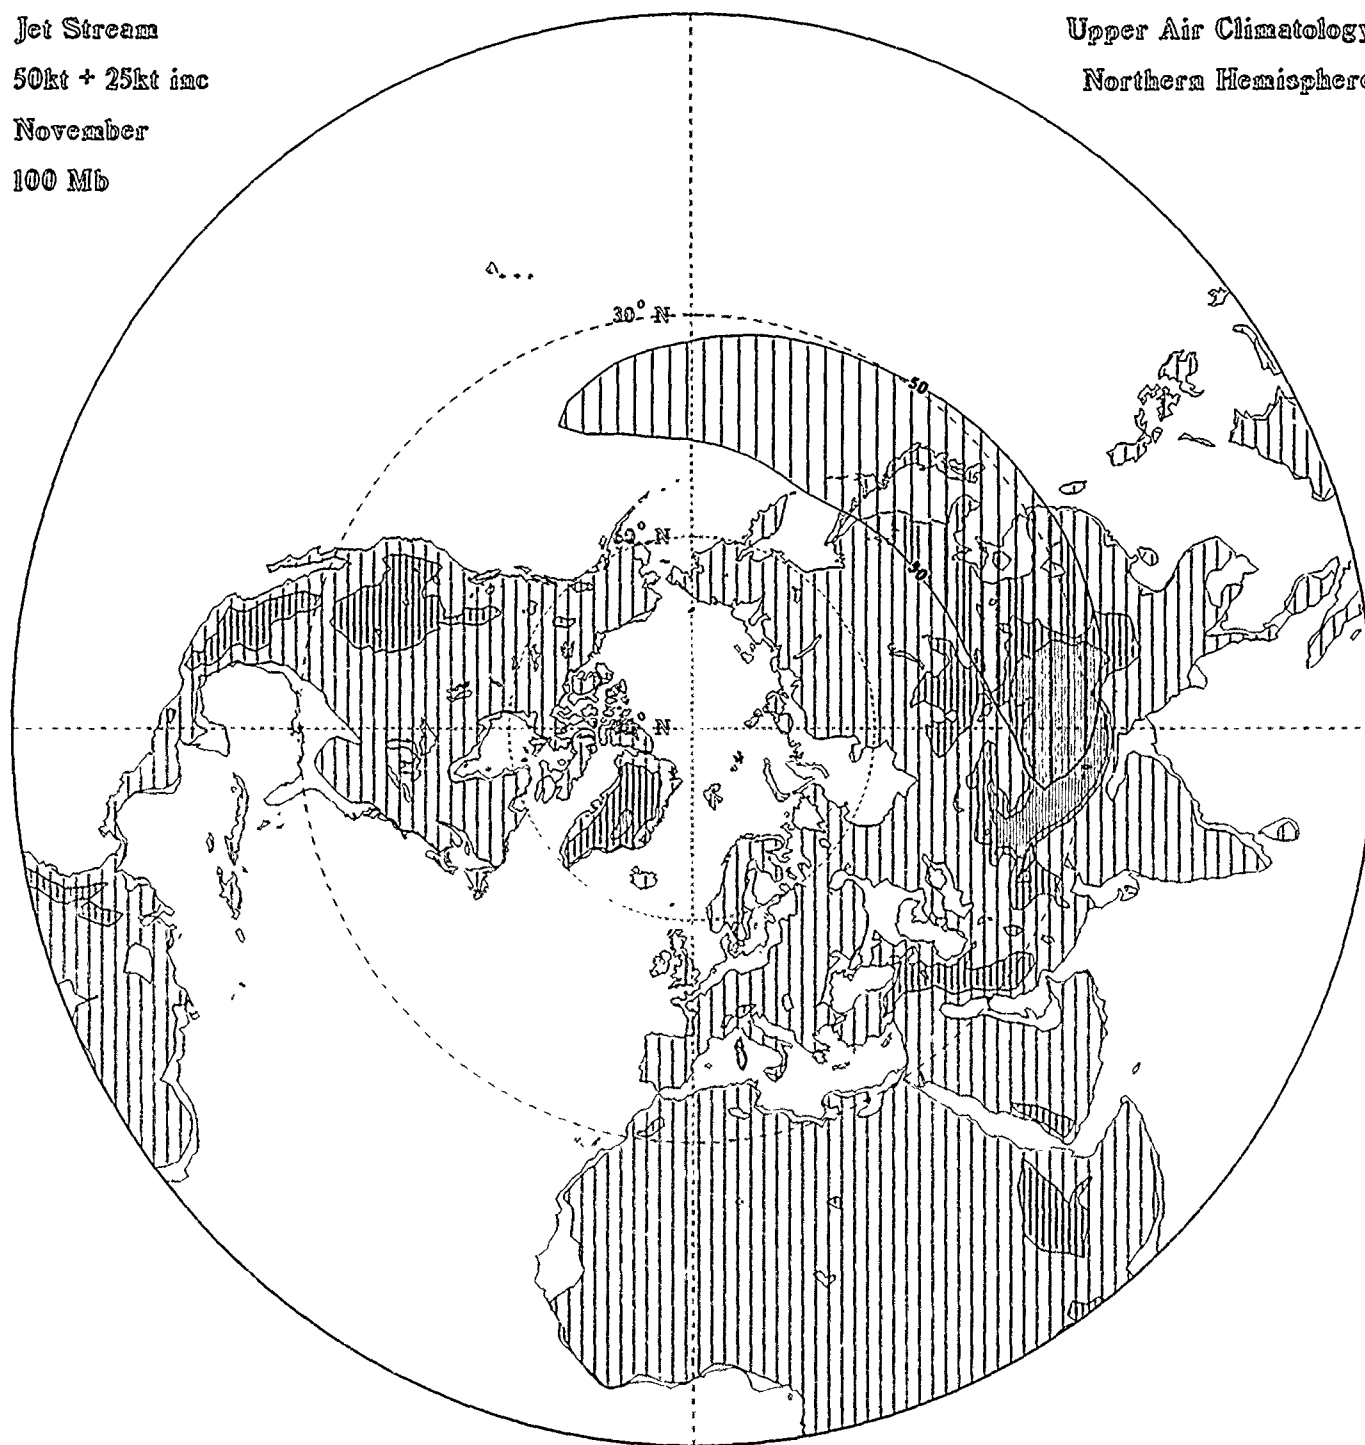 Jet Stream
50kt + 25kt inc
November
100 Mb
Upper Air Climatology
Northern Hemisphere
30° N
50
60° N
50
N